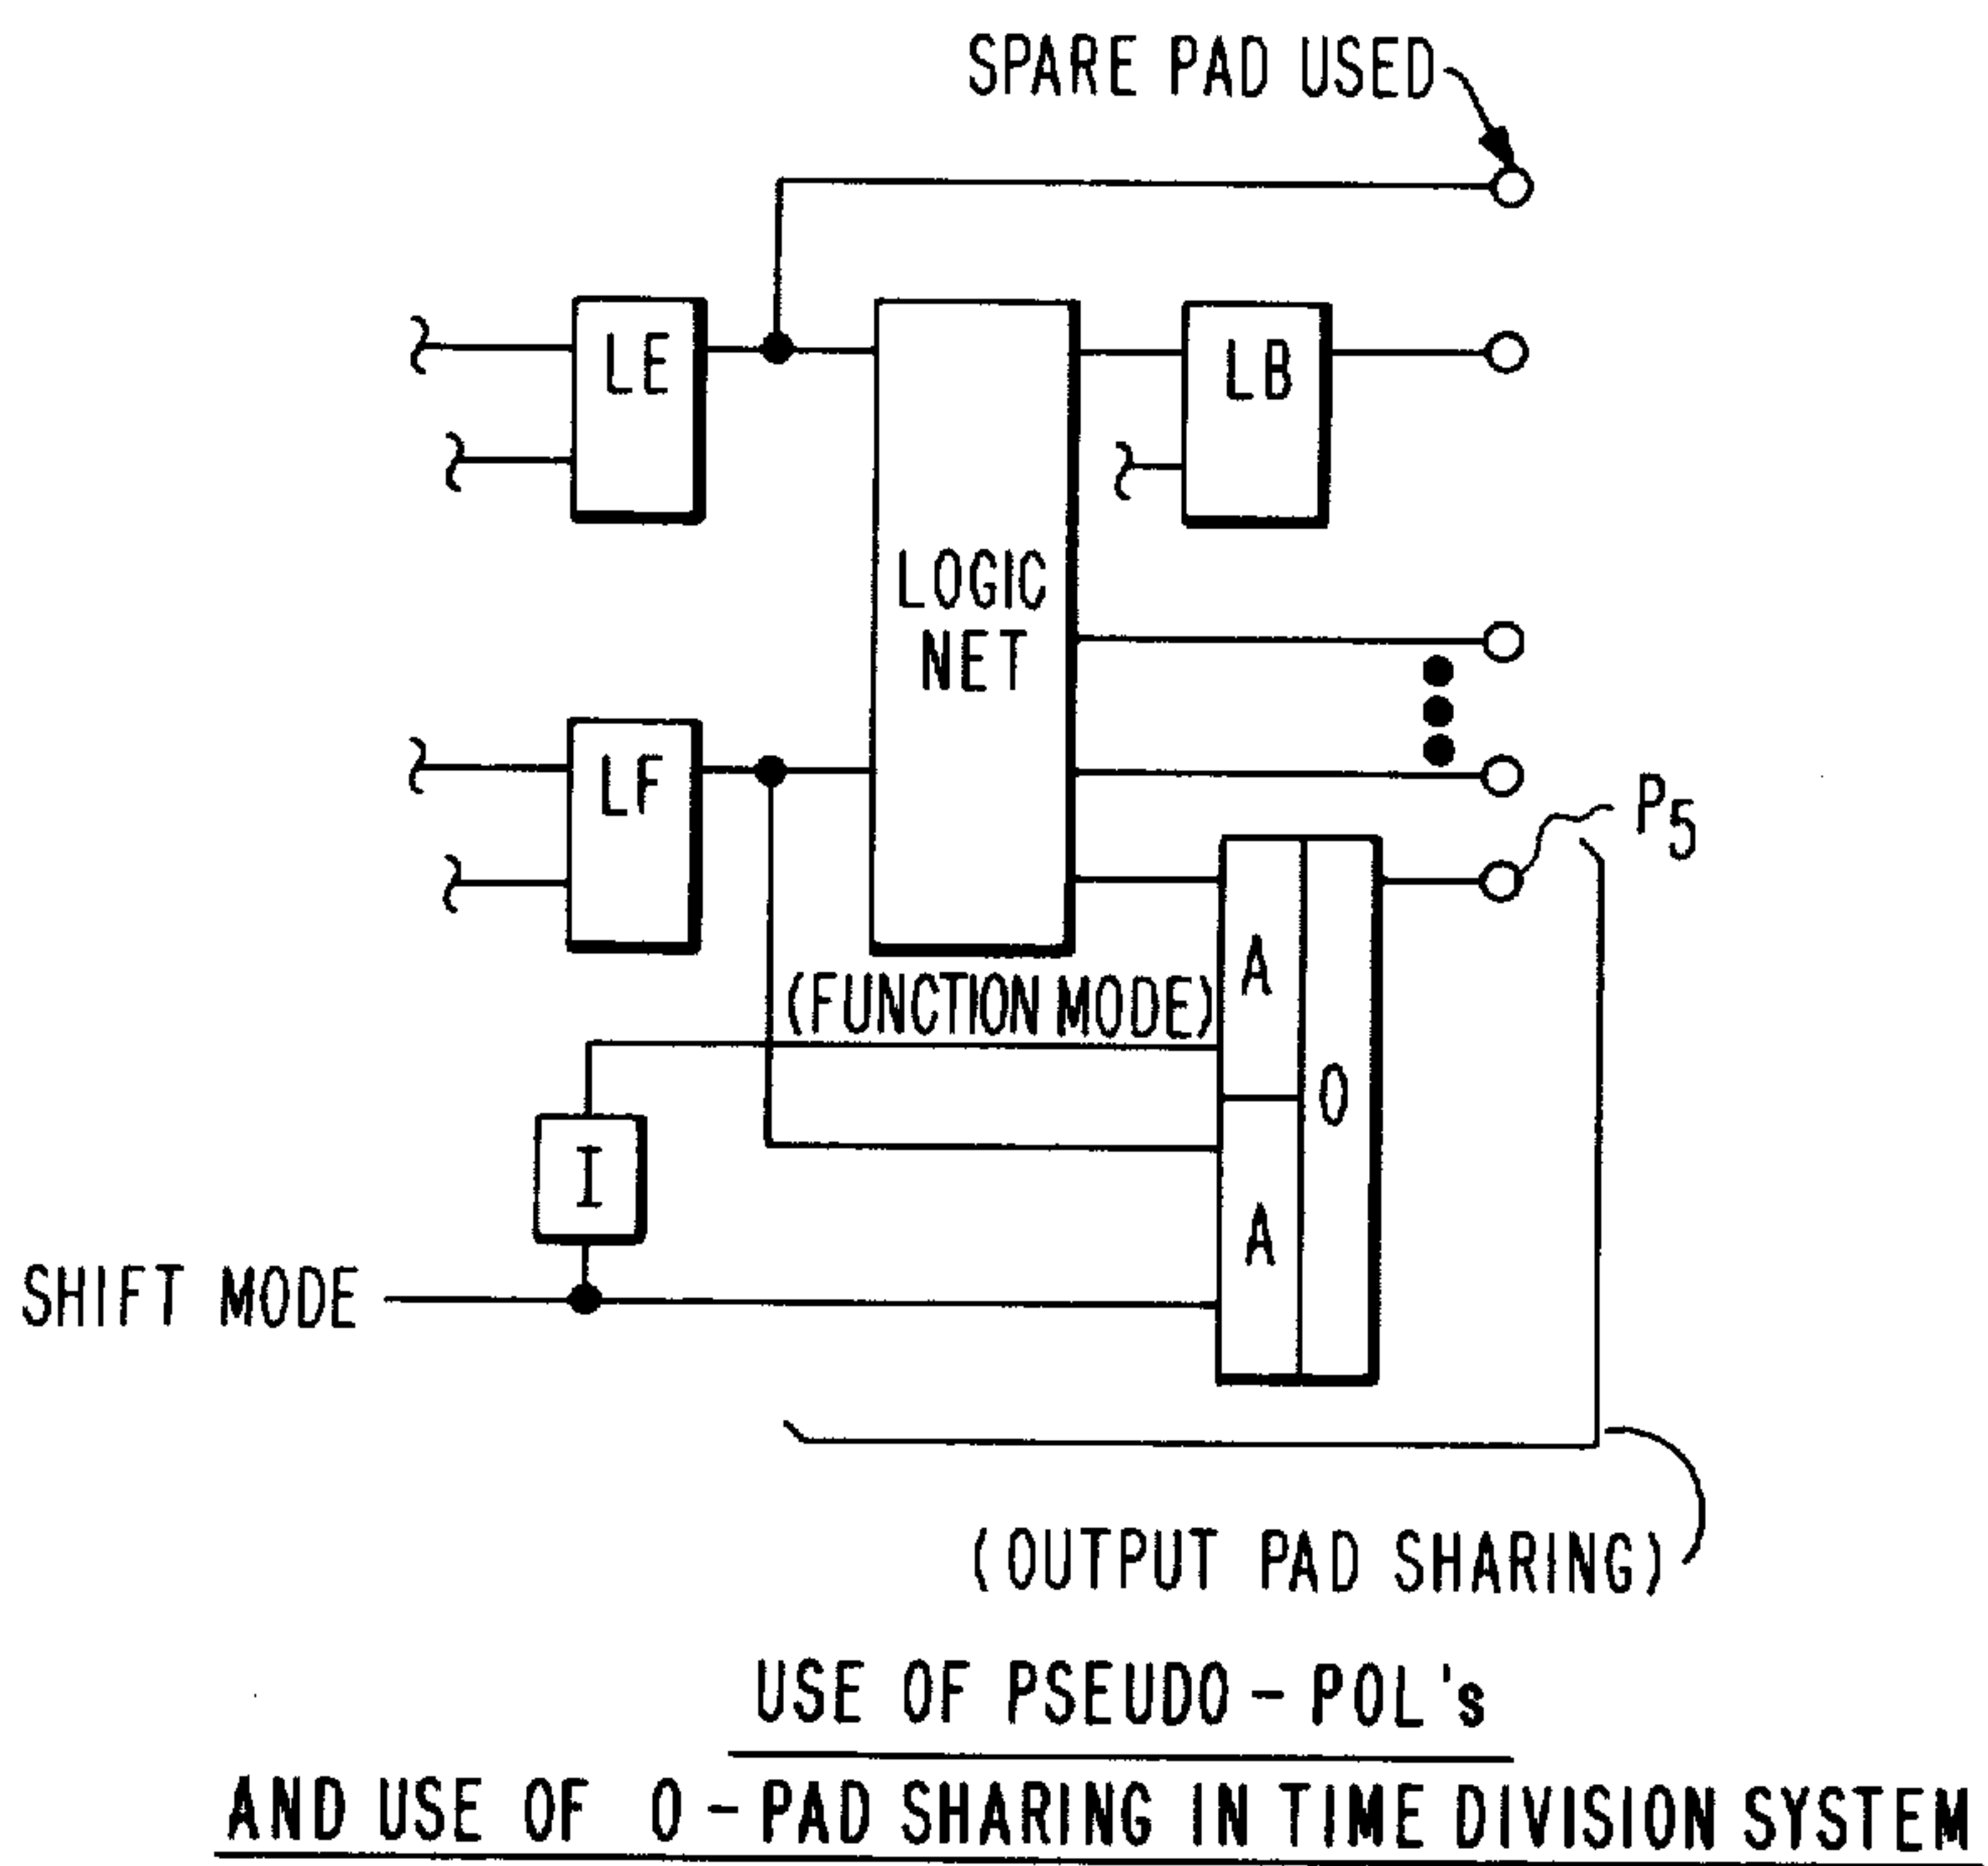 SPARE PAD USED
LE
LB
LOGIC
NET
LF
P5
A
(FUNCTION MODE)
O
I
A
SHIFT MODE
(OUTPUT PAD SHARING)
USE OF PSEUDO-POL's
AND USE OF O-PAD SHARING IN TIME DIVISION SYSTEM